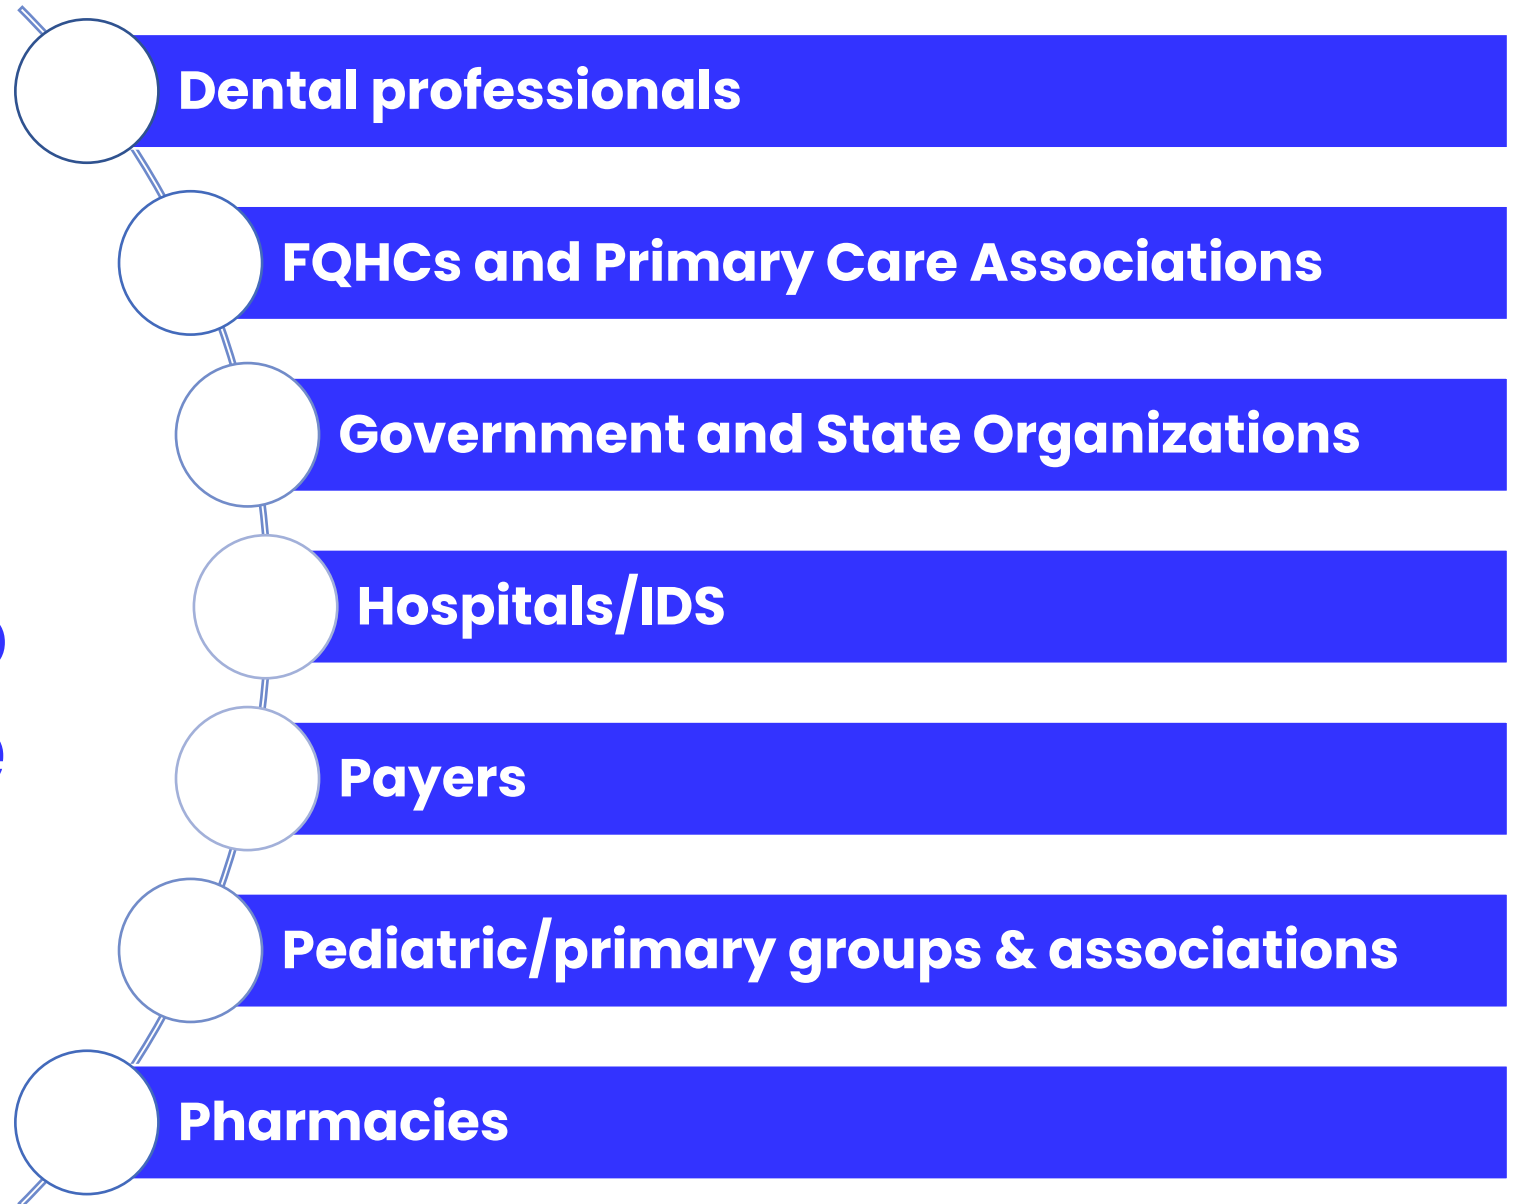 Dental professionals
FQHCs and Primary Care Associations
Government and State Organizations
Hospitals/IDS
Payers
Pediatric/primary groups & associations
Pharmacies